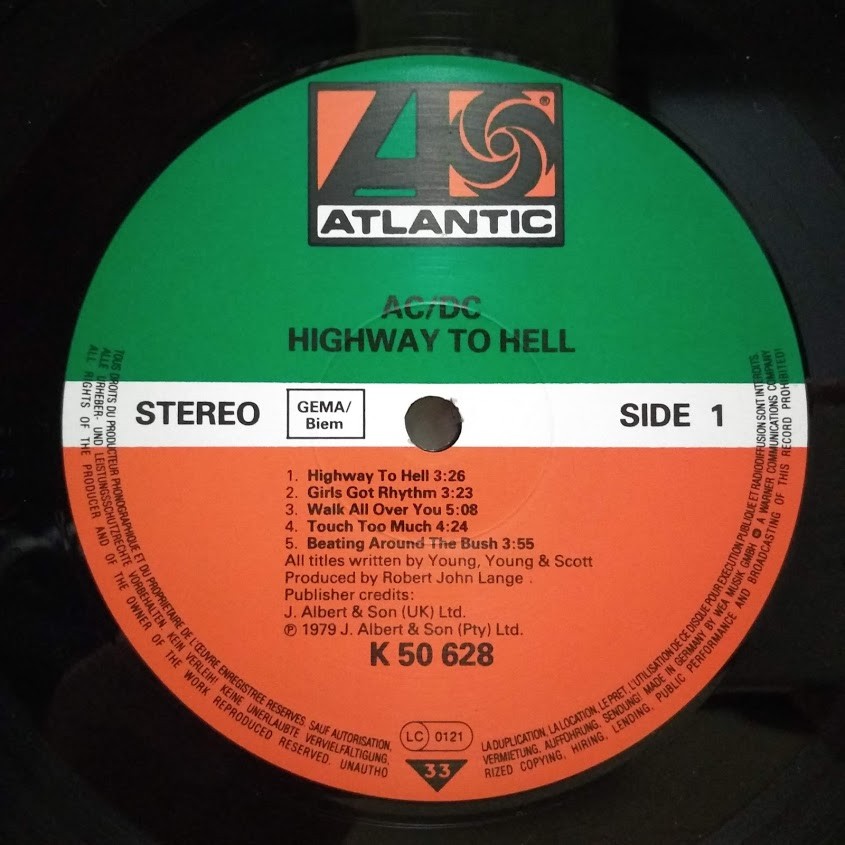 ATLANTIC
®
AC/DC
HIGHWAY TO HELL
STEREO
GEMA/
Biem
SIDE 1
1. Highway To Hell 3:26
2. Girls Got Rhythm 3:23
3. Walk All Over You 5:08
4. Touch Too Much 4:24
5. Beating Around The Bush 3:55
All titles written by Young, Young & Scott
Produced by Robert John Lange .
Publisher credits:
J. Albert & Son (UK) Ltd.
℗ 1979 J. Albert & Son (Pty) Ltd.
K 50 628
LC 0121
33
TOUS DROITS DU PRODUCTEUR PHONOGRAPHIQUE ET DU PROPRIETAIRE DE L'ŒUVRE ENREGISTREE RESERVES. SAUF AUTORISATION, LA DUPLICATION, LA LOCATION, LE PRET, L'UTILISATION DE CE DISQUE POUR EXECUTION PUBLIQUE ET RADIODIFFUSION SONT INTERDITS.
ALLE URHEBER- UND LEISTUNGSSCHUTZRECHTE VORBEHALTEN. KEIN VERLEIH! KEINE UNERLAUBTE VERVIELFÄLTIGUNG, VERMIETUNG, AUFFÜHRUNG, SENDUNG! MADE IN GERMANY BY WEA MUSIK GMBH A WARNER COMMUNICATIONS COMPANY
ALL RIGHTS OF THE PRODUCER AND OF THE OWNER OF THE WORK REPRODUCED RESERVED. UNAUTHORIZED COPYING, HIRING, LENDING, PUBLIC PERFORMANCE AND BROADCASTING OF THIS RECORD PROHIBITED!